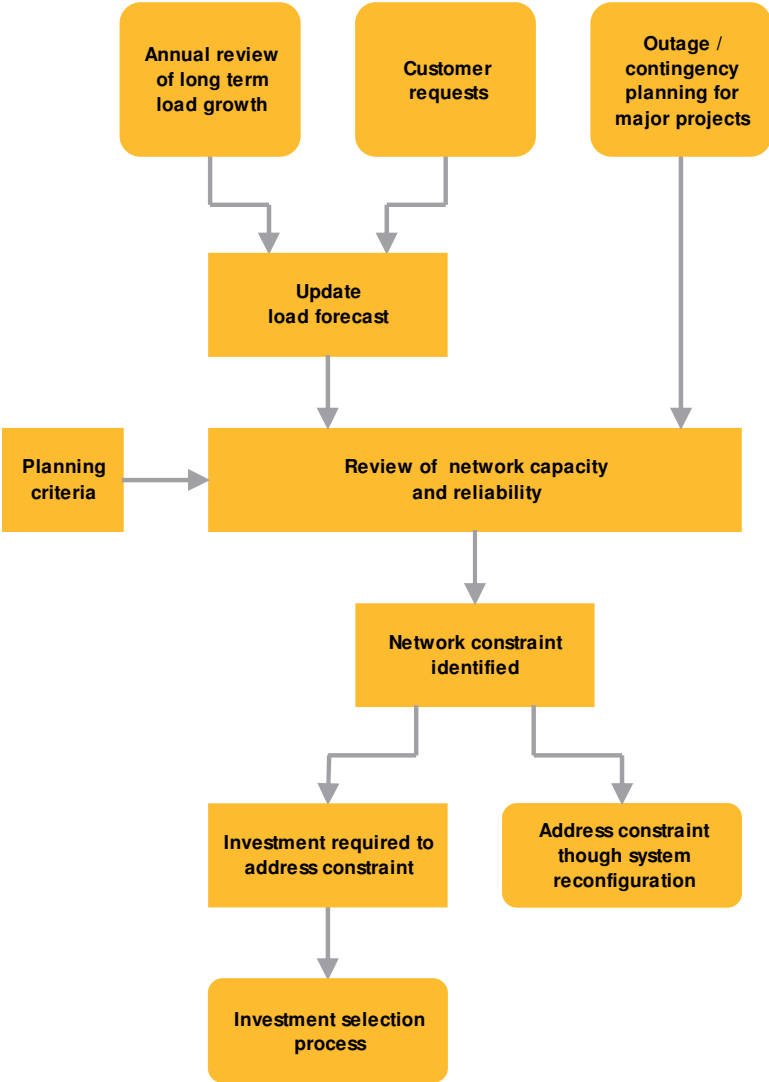 Annual review
of long term
load growth
Customer
requests
Outage /
contingency
planning for
major projects
Update
load forecast
Planning
criteria
Review of network capacity
and reliability
Network constraint
identified
Investment required to
address constraint
Address constraint
though system
reconfiguration
Investment selection
process